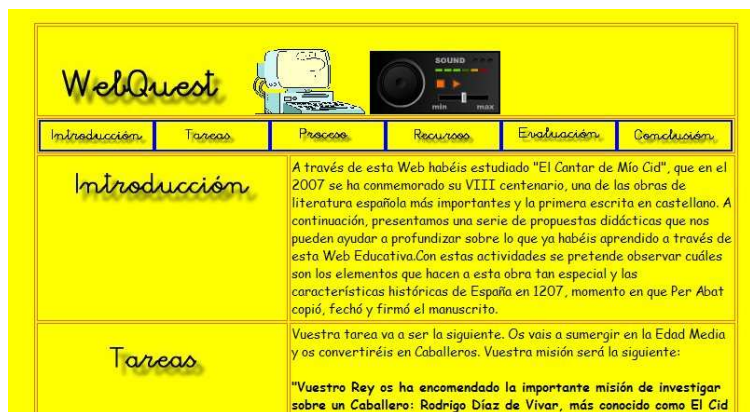 WebQuest
SOUND
min max
Introducción Tareas Proceso Recursos Evaluación Conclusión
Introducción
A través de esta Web habéis estudiado "El Cantar de Mío Cid", que en el
2007 se ha conmemorado su VIII centenario, una de las obras de
literatura española más importantes y la primera escrita en castellano. A
continuación, presentamos una serie de propuestas didácticas que nos
pueden ayudar a profundizar sobre lo que ya habéis aprendido a través de
esta Web Educativa.Con estas actividades se pretende observar cuáles
son los elementos que hacen a esta obra tan especial y las
características históricas de España en 1207, momento en que Per Abat
copió, fechó y firmó el manuscrito.
Tareas
Vuestra tarea va a ser la siguiente. Os vais a sumergir en la Edad Media
y os convertiréis en Caballeros. Vuestra misión será la siguiente:
"Vuestro Rey os ha encomendado la importante misión de investigar
sobre un Caballero: Rodrigo Díaz de Vivar, más conocido como El Cid